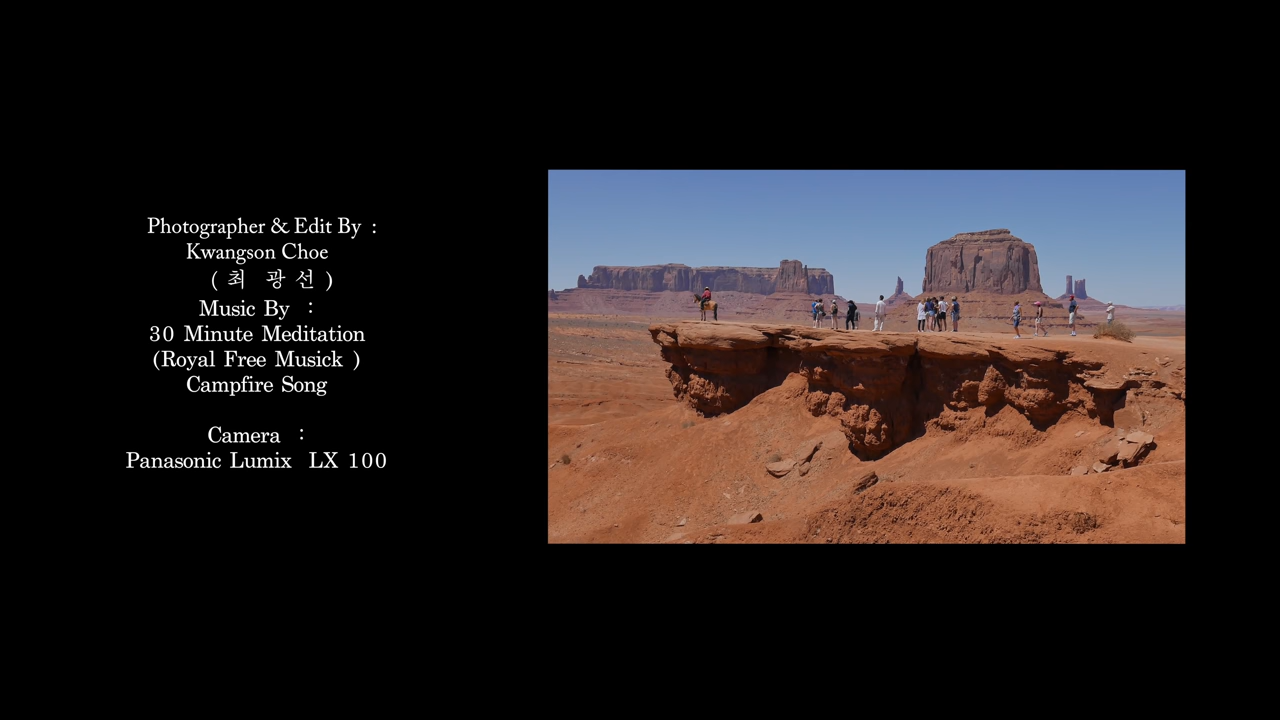 Photographer & Edit By :
Kwangson Choe
( 최 광 선 )
Music By :
30 Minute Meditation
(Royal Free Musick )
Campfire Song
Camera :
Panasonic Lumix LX 100